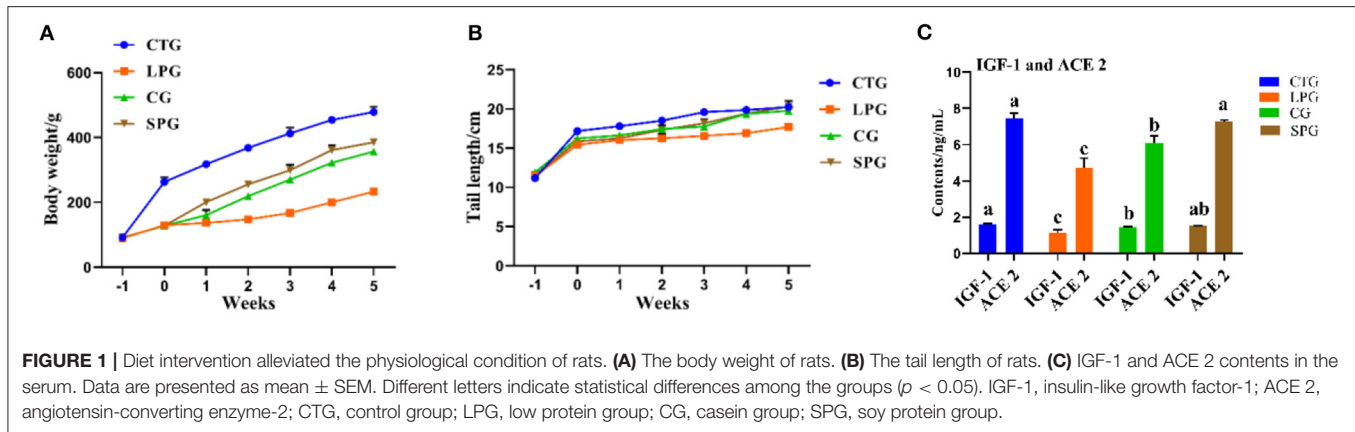 A
CTG
LPG
CG
SPG
600
400
200
0
Body weight/g
-1 0 1 2 3 4 5
Weeks
B
25
20
15
10
5
0
Tail length/cm
CTG
LPG
CG
SPG
-1 0 1 2 3 4 5
Weeks
C
IGF-1 and ACE 2
10
8
6
4
2
0
Contents/ng/mL
a a c c b b ab a
IGF-1 ACE 2 IGF-1 ACE 2 IGF-1 ACE 2 IGF-1 ACE 2
CTG
LPG
CG
SPG
FIGURE 1 | Diet intervention alleviated the physiological condition of rats. (A) The body weight of rats. (B) The tail length of rats. (C) IGF-1 and ACE 2 contents in the
serum. Data are presented as mean ± SEM. Different letters indicate statistical differences among the groups (p < 0.05). IGF-1, insulin-like growth factor-1; ACE 2,
angiotensin-converting enzyme-2; CTG, control group; LPG, low protein group; CG, casein group; SPG, soy protein group.